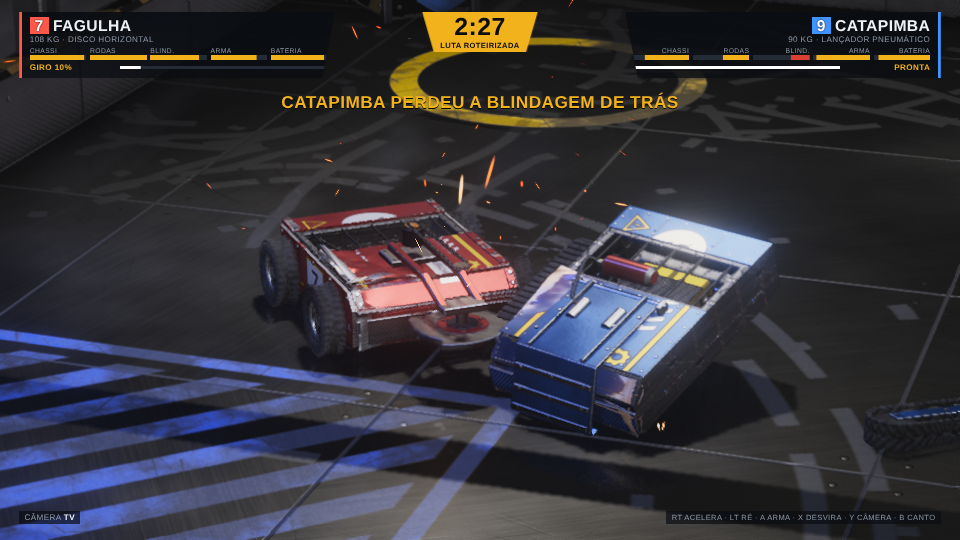 7 FAGULHA
108 KG · DISCO HORIZONTAL
CHASSI RODAS BLIND. ARMA BATERIA
GIRO 10%
2:27
LUTA ROTEIRIZADA
9 CATAPIMBA
90 KG · LANÇADOR PNEUMÁTICO
CHASSI RODAS BLIND. ARMA BATERIA
PRONTA
CATAPIMBA PERDEU A BLINDAGEM DE TRÁS
7
CÂMERA TV
RT ACELERA · LT RÉ · A ARMA · X DESVIRA · Y CÂMERA · B CANTO